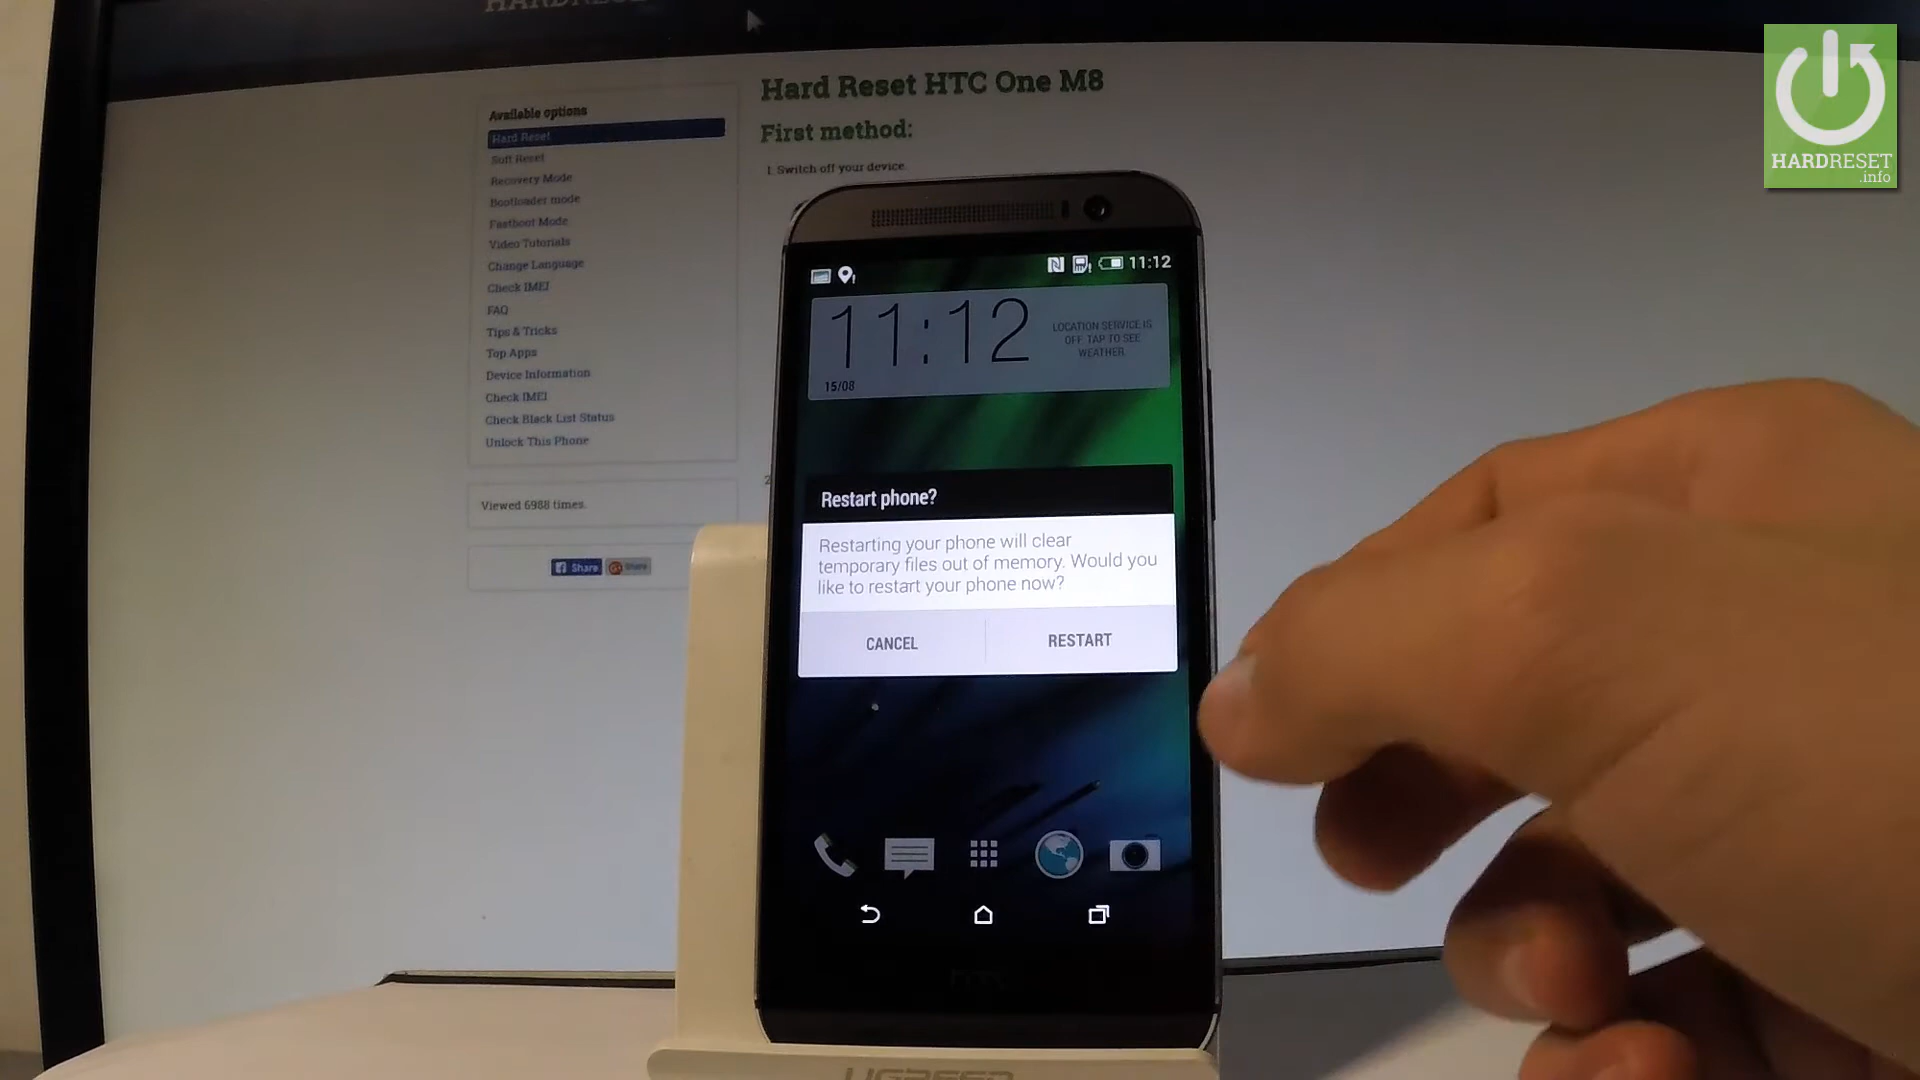 Hard Reset HTC One M8
First method:
1. Switch off your device.
Available options
Hard Reset
Soft Reset
Recovery Mode
Bootloader mode
Fastboot Mode
Video Tutorials
Change Language
Check IMEI
FAQ
Tips & Tricks
Top Apps
Device Information
Check IMEI
Check Black List Status
Unlock This Phone
Viewed 6988 times.
Share
Share
HARDRESET
.info
11:12
11:12
15/08
LOCATION SERVICE IS
OFF. TAP TO SEE
WEATHER
Restart phone?
Restarting your phone will clear
temporary files out of memory. Would you
like to restart your phone now?
CANCEL
RESTART
hTC
UGREEN